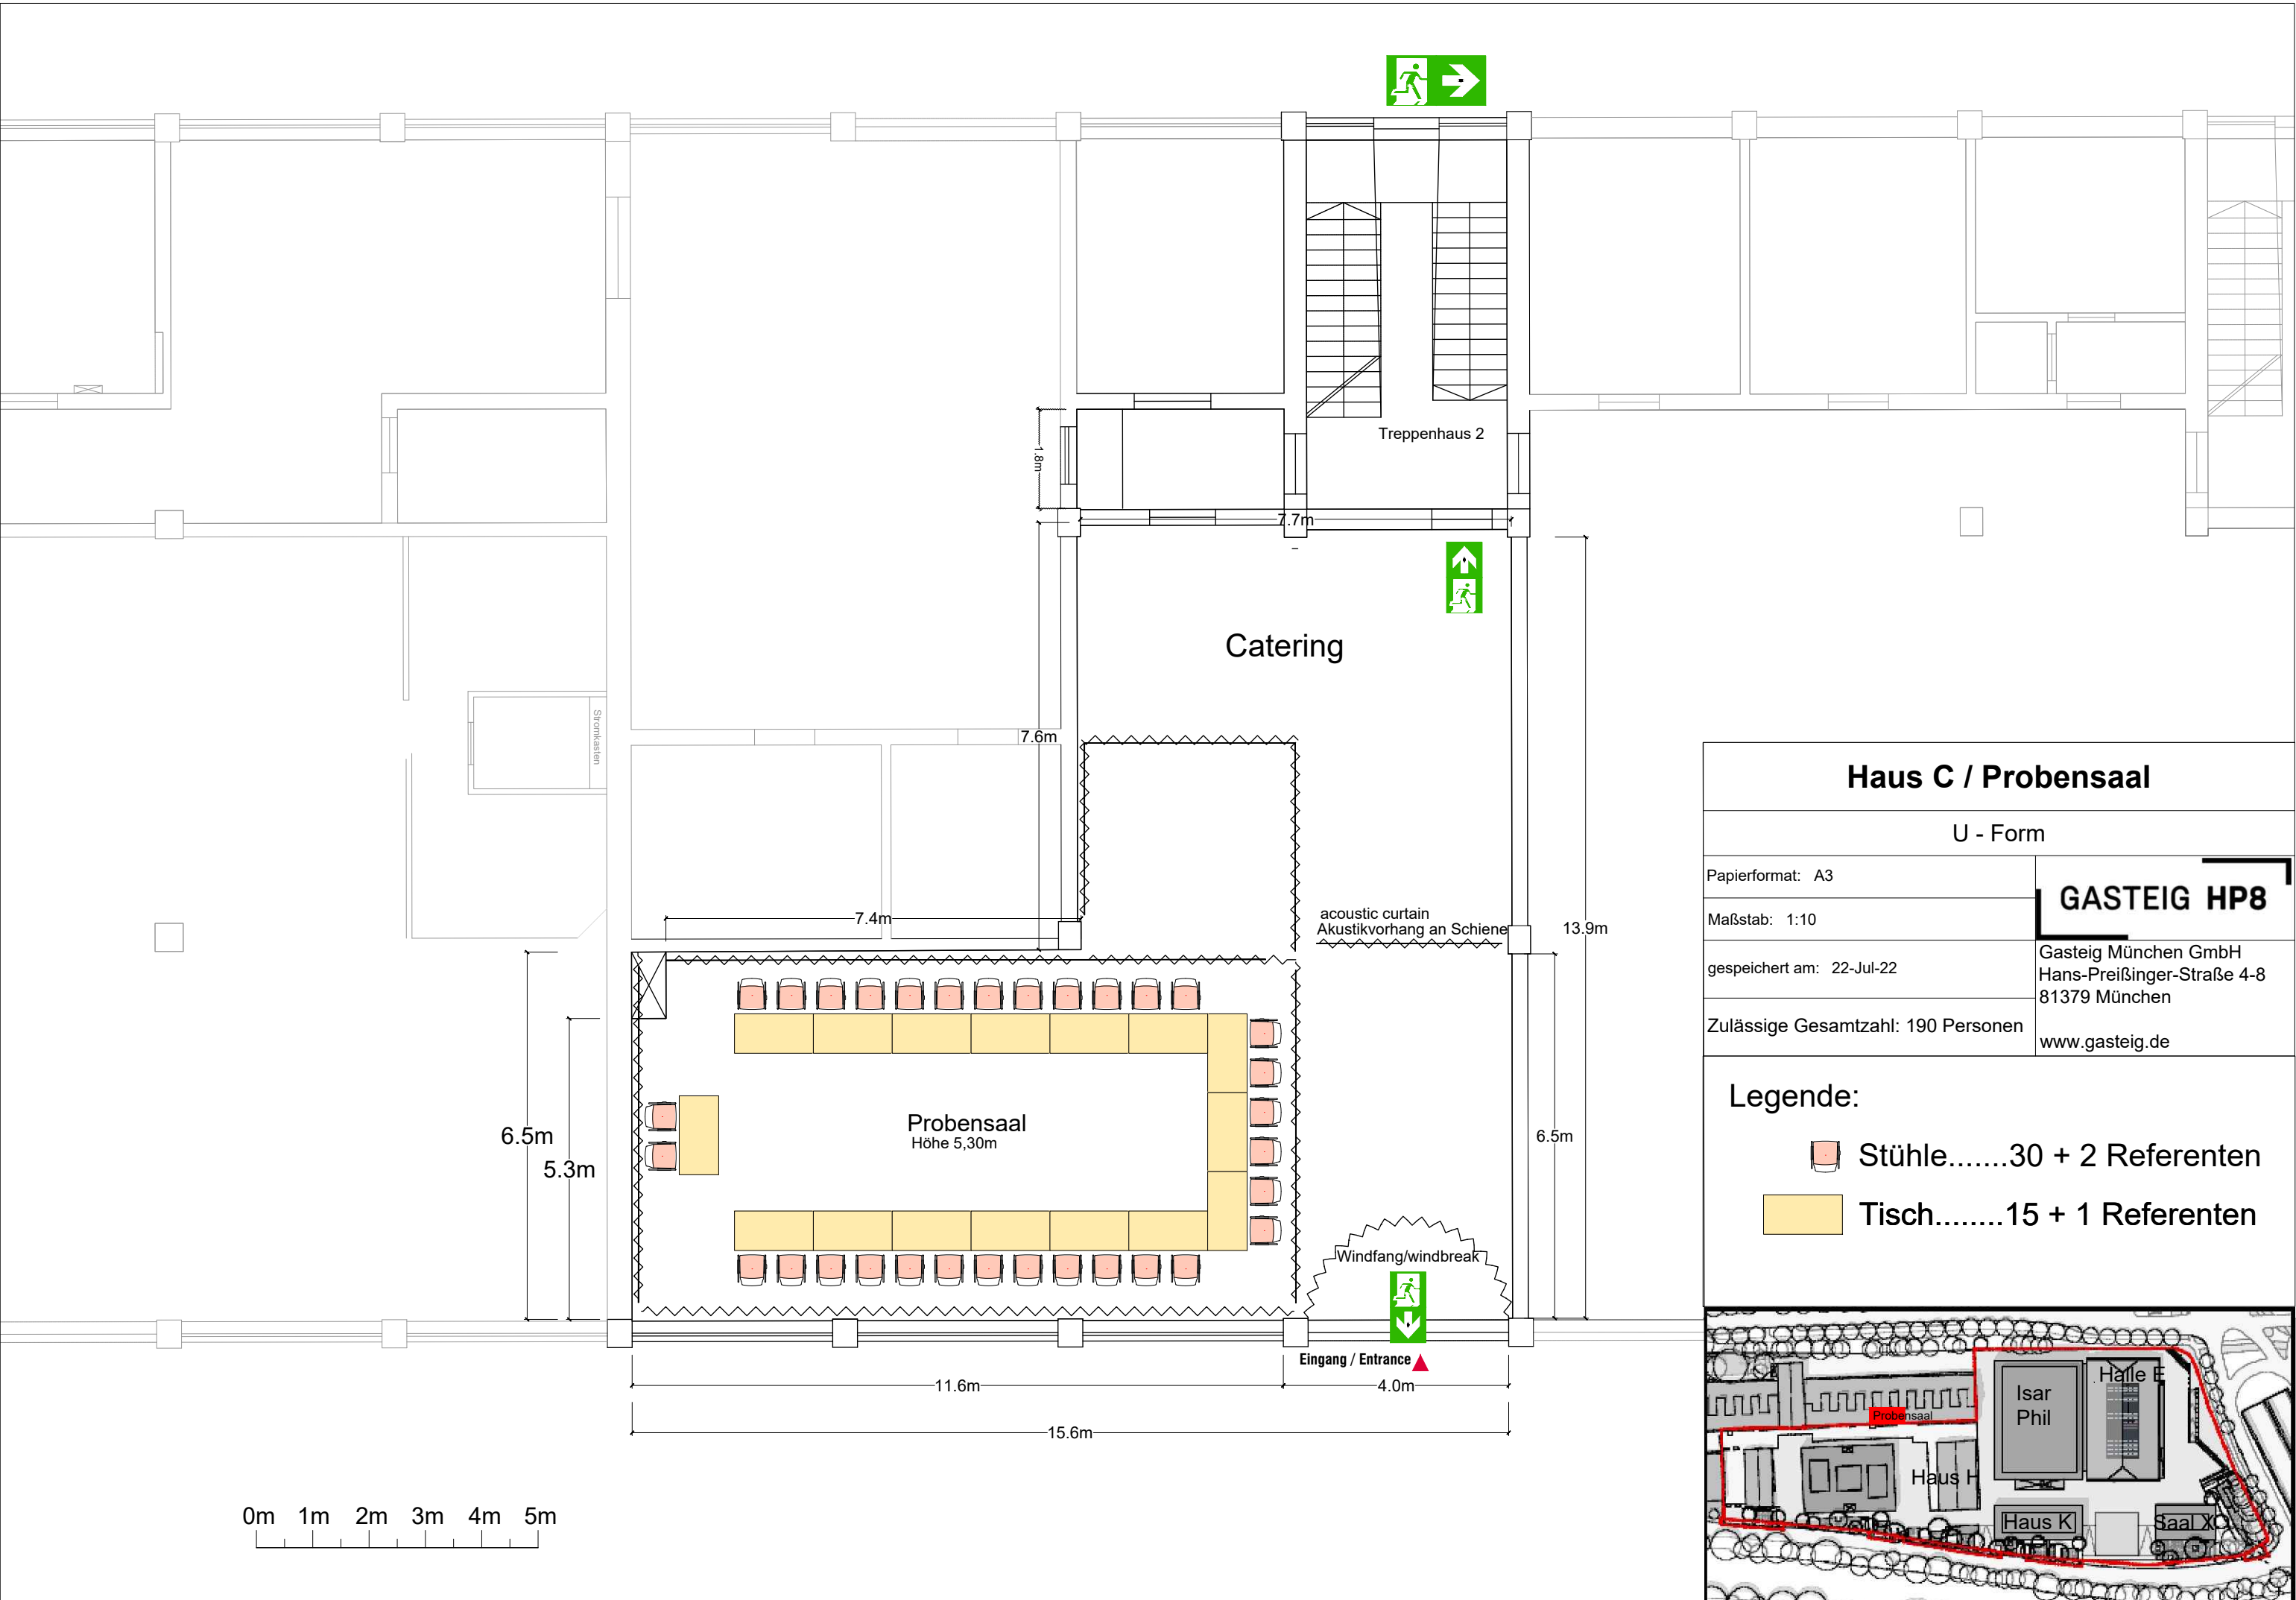 Treppenhaus 2
1.8m
7.7m
Catering
Stromkasten
7.6m
7.4m
acoustic curtain
Akustikvorhang an Schiene
13.9m
6.5m
5.3m
Probensaal
Höhe 5,30m
6.5m
Windfang/windbreak
Eingang / Entrance
11.6m
4.0m
15.6m
0m 1m 2m 3m 4m 5m
Haus C / Probensaal
U - Form
Papierformat: A3
Maßstab: 1:10
gespeichert am: 22-Jul-22
Zulässige Gesamtzahl: 190 Personen
GASTEIG HP8
Gasteig München GmbH
Hans-Preißinger-Straße 4-8
81379 München
www.gasteig.de
Legende:
Stühle.......30 + 2 Referenten
Tisch........15 + 1 Referenten
Halle E
Isar
Phil
Probensaal
Haus H
Haus K
Saal X